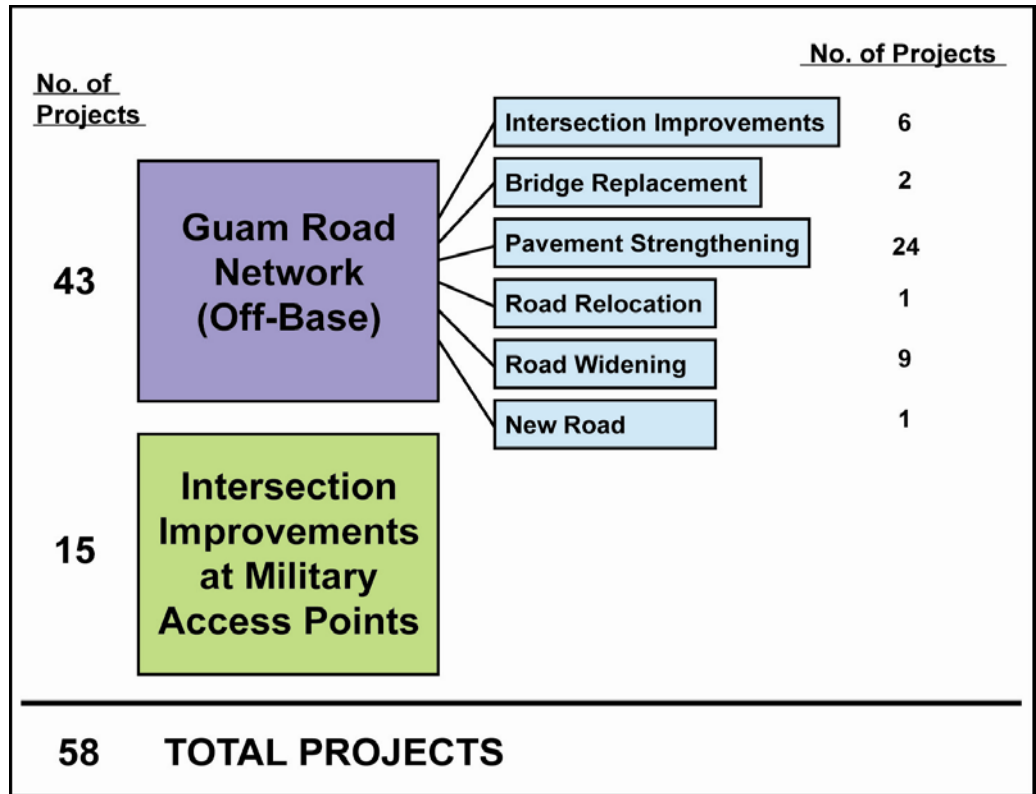 No. of Projects
No. of
Projects
Intersection Improvements 6
Bridge Replacement 2
Pavement Strengthening 24
Road Relocation 1
Road Widening 9
New Road 1
43
Guam Road
Network
(Off-Base)
15
Intersection
Improvements
at Military
Access Points
58 TOTAL PROJECTS